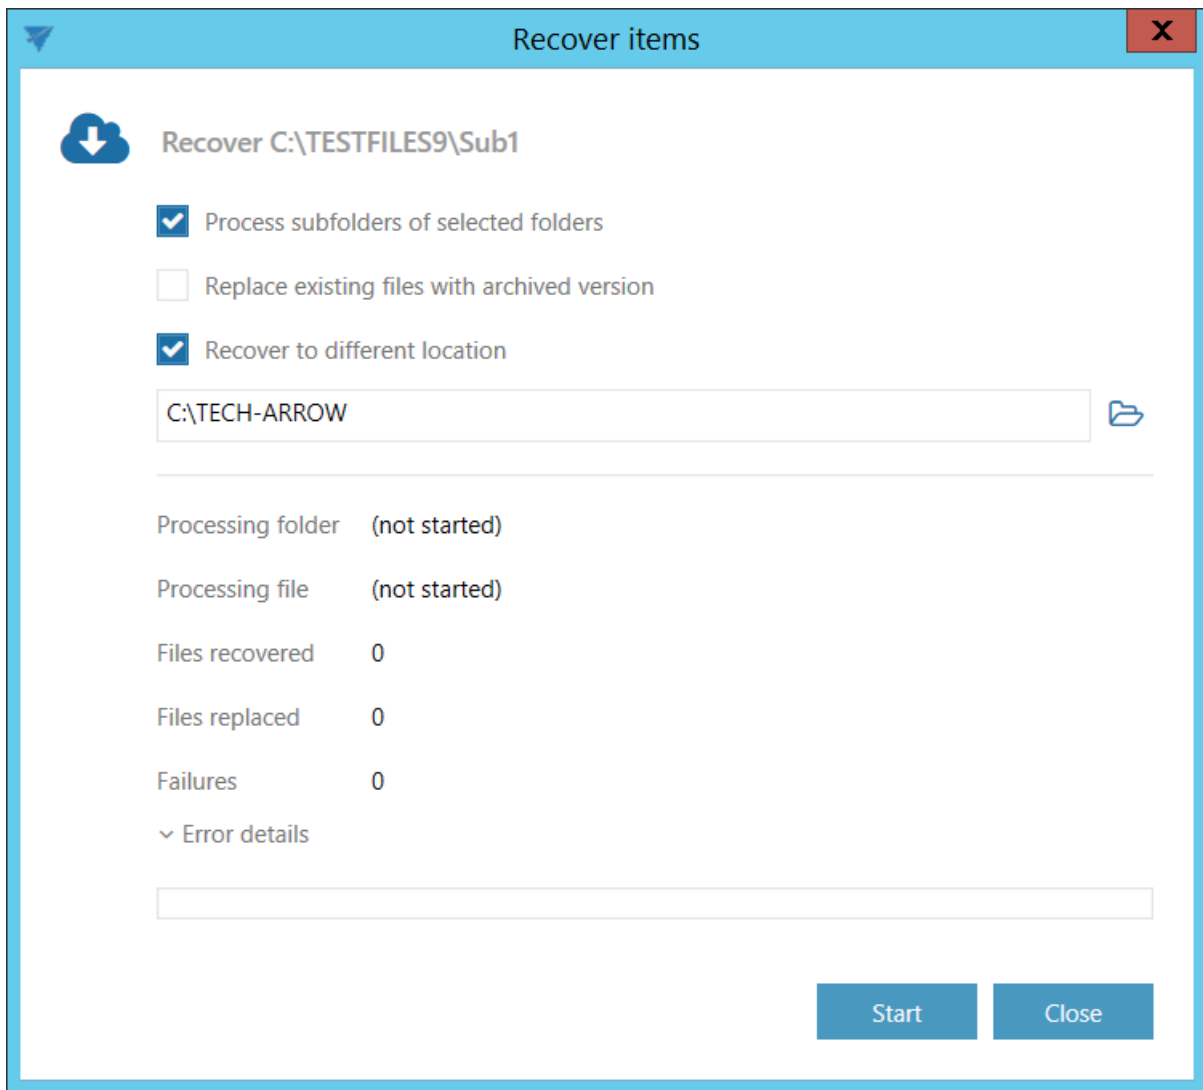 Recover items
X
Recover C:\TESTFILES9\Sub1
Process subfolders of selected folders
Replace existing files with archived version
Recover to different location
C:\TECH-ARROW
Processing folder (not started)
Processing file (not started)
Files recovered 0
Files replaced 0
Failures 0
Error details
Start Close